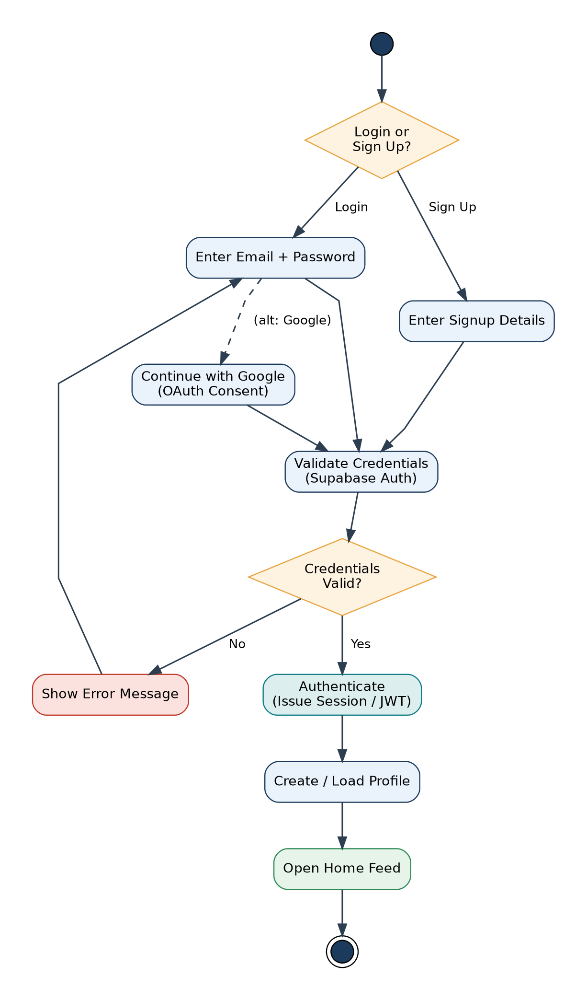 Login or
Sign Up?
Login
Sign Up
Enter Email + Password
(alt: Google)
Enter Signup Details
Continue with Google
(OAuth Consent)
Validate Credentials
(Supabase Auth)
Credentials
Valid?
No
Yes
Show Error Message
Authenticate
(Issue Session / JWT)
Create / Load Profile
Open Home Feed